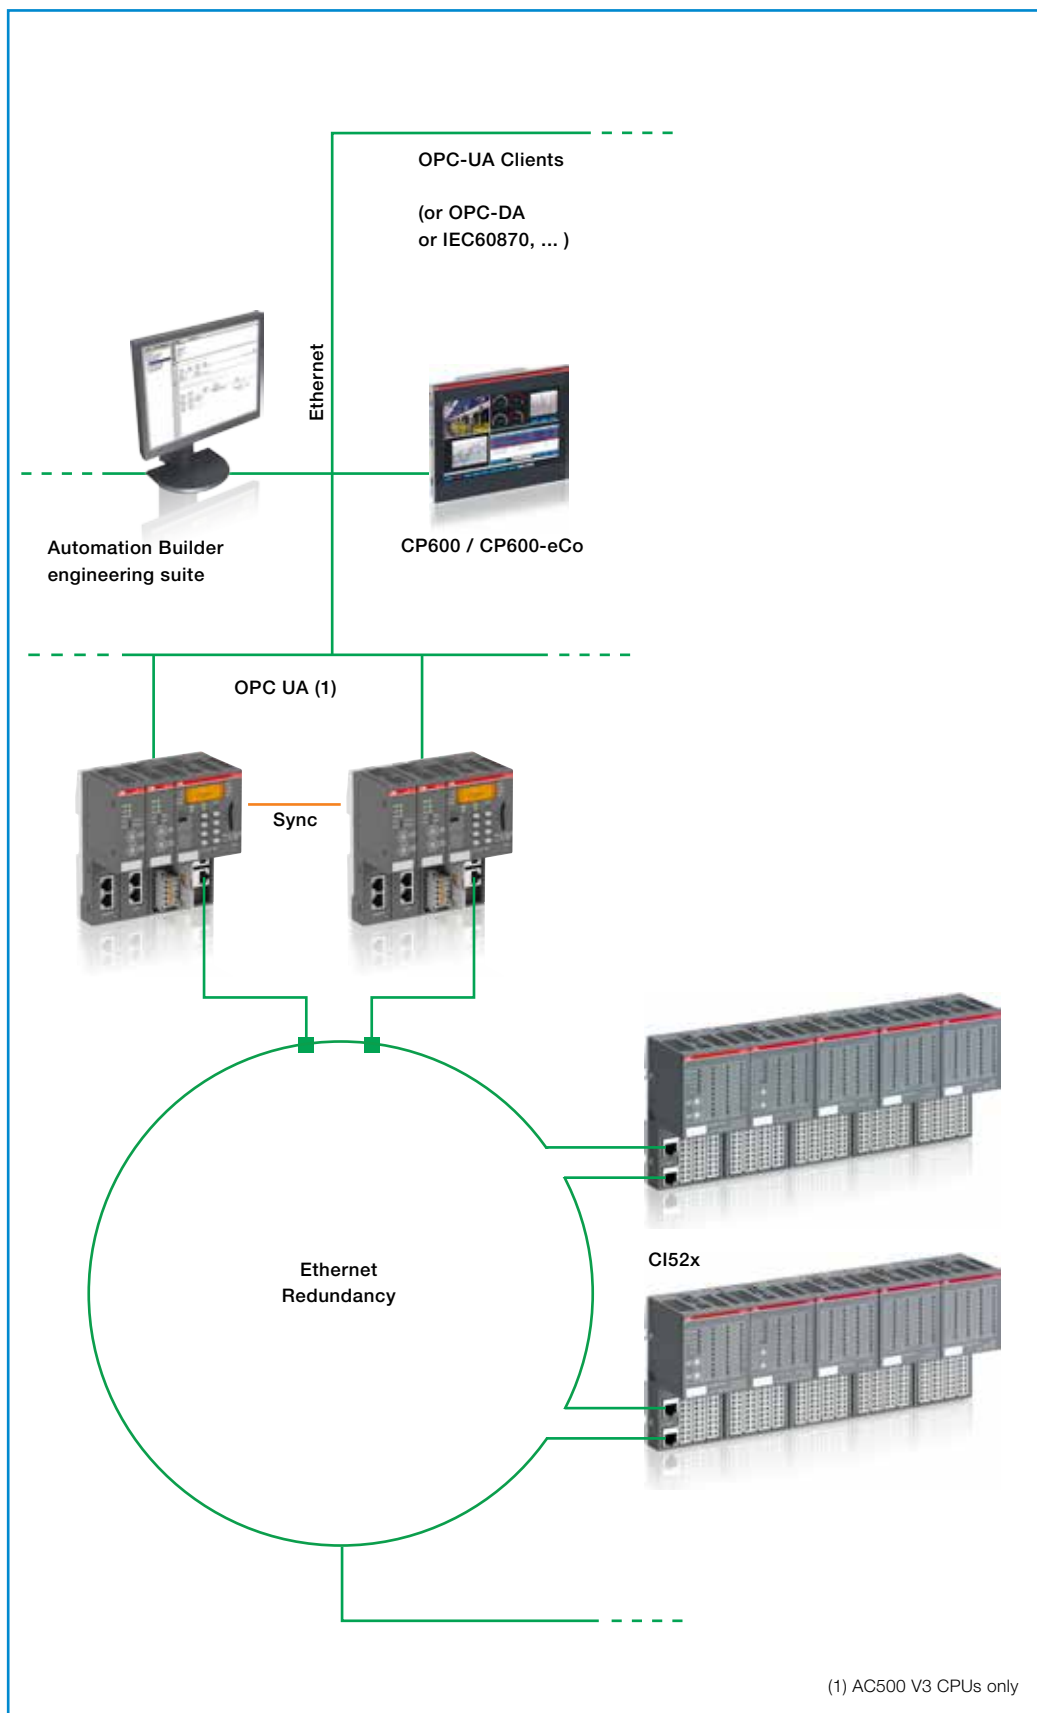 OPC-UA Clients
(or OPC-DA
or IEC60870, ... )
Ethernet
Automation Builder
engineering suite
CP600 / CP600-eCo
OPC UA (1)
Sync
CI52x
Ethernet
Redundancy
(1) AC500 V3 CPUs only